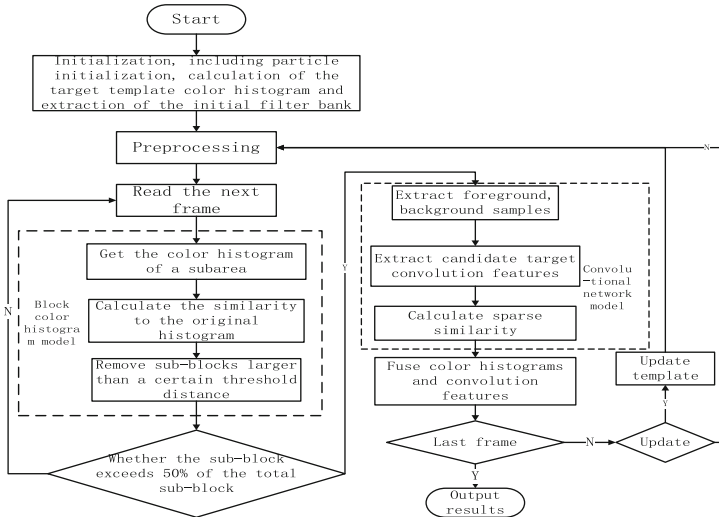 Start
Initialization, including particle
initialization, calculation of the
target template color histogram and
extraction of the initial filter bank
Preprocessing
Read the next
frame
Get the color histogram
of a subarea
Calculate the similarity
to the original
histogram
Remove sub-blocks larger
than a certain threshold
distance
Block
color
histogra
m model
N
Whether the sub-block
exceeds 50% of the total
sub-block
Y
Extract foreground,
background samples
Extract candidate target
convolution features
Calculate sparse
similarity
Convolu
-tional
network
model
Fuse color histograms
and convolution
features
Last frame
N
Update
Y
Update
template
N
Y
Output
results